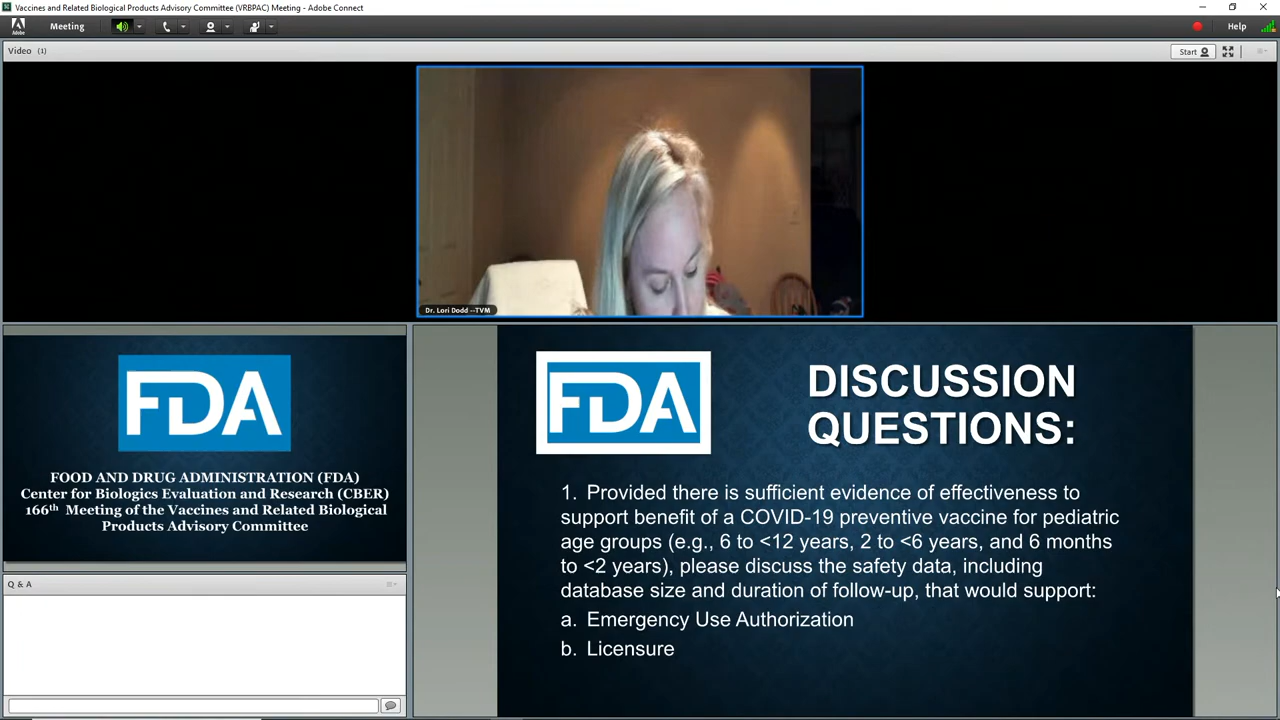 Vaccines and Related Biological Products Advisory Committee (VRBPAC) Meeting - Adobe Connect
Adobe
Meeting
Help
Video (1)
Start
Dr. Lori Dodd --TVM
FDA
FOOD AND DRUG ADMINISTRATION (FDA)
Center for Biologics Evaluation and Research (CBER)
166th Meeting of the Vaccines and Related Biological
Products Advisory Committee
Q & A
FDA
DISCUSSION
QUESTIONS:
1. Provided there is sufficient evidence of effectiveness to
support benefit of a COVID-19 preventive vaccine for pediatric
age groups (e.g., 6 to <12 years, 2 to <6 years, and 6 months
to <2 years), please discuss the safety data, including
database size and duration of follow-up, that would support:
a. Emergency Use Authorization
b. Licensure